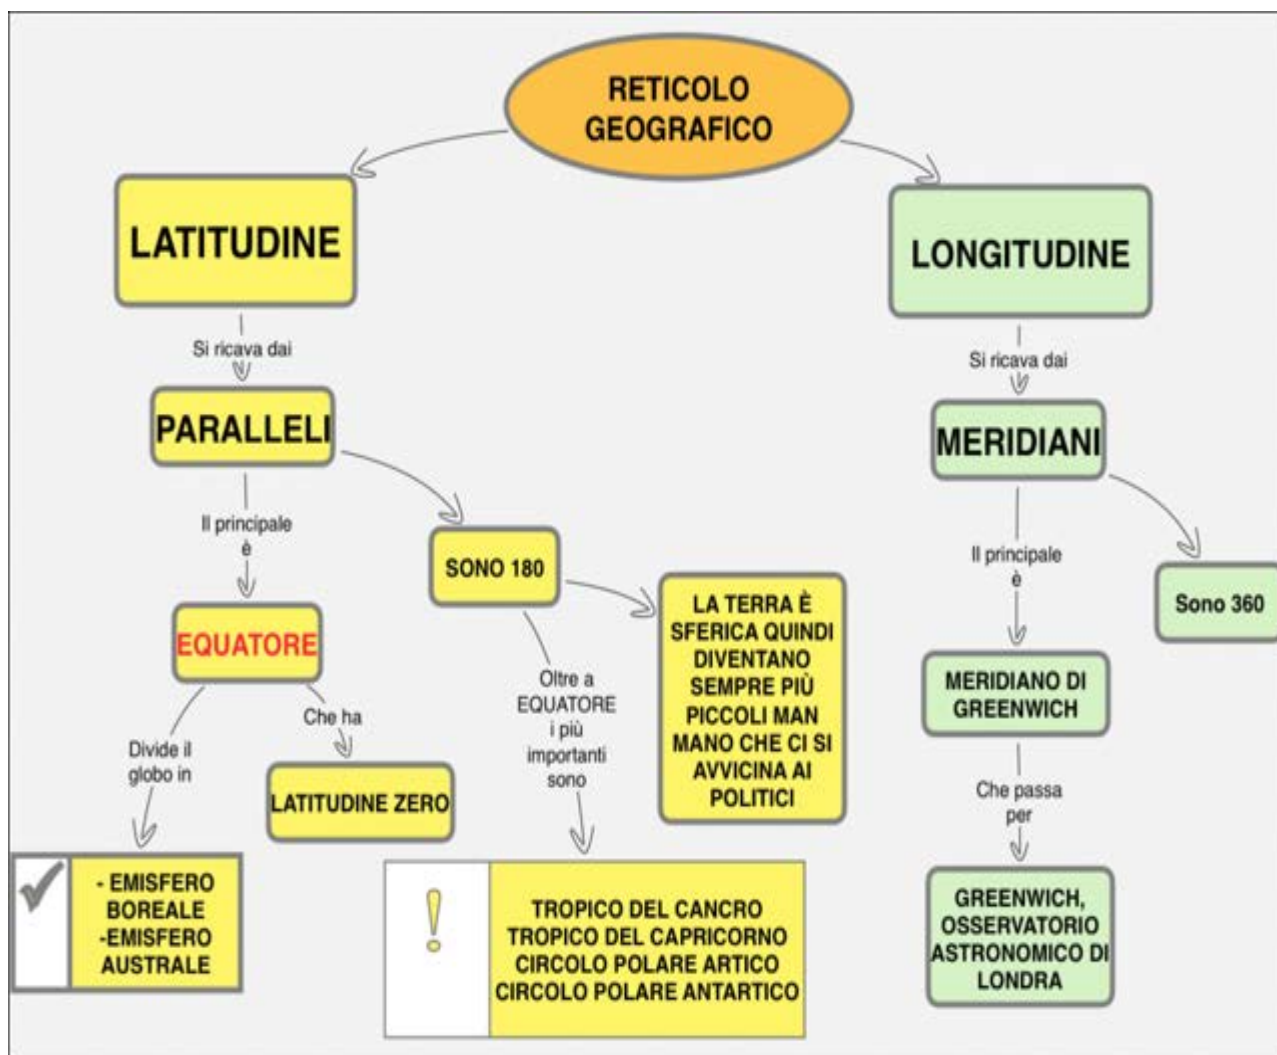 RETICOLO
GEOGRAFICO
LATITUDINE
Si ricava dai
PARALLELI
Il principale
è
EQUATORE
Divide il
globo in
- EMISFERO
BOREALE
-EMISFERO
AUSTRALE
Che ha
LATITUDINE ZERO
SONO 180
Oltre a
EQUATORE
i più
importanti
sono
!
TROPICO DEL CANCRO
TROPICO DEL CAPRICORNO
CIRCOLO POLARE ARTICO
CIRCOLO POLARE ANTARTICO
LA TERRA È
SFERICA QUINDI
DIVENTANO
SEMPRE PIÙ
PICCOLI MAN
MANO CHE CI SI
AVVICINA AI
POLITICI
LONGITUDINE
Si ricava dai
MERIDIANI
Il principale
è
MERIDIANO DI
GREENWICH
Che passa
per
GREENWICH,
OSSERVATORIO
ASTRONOMICO DI
LONDRA
Sono 360